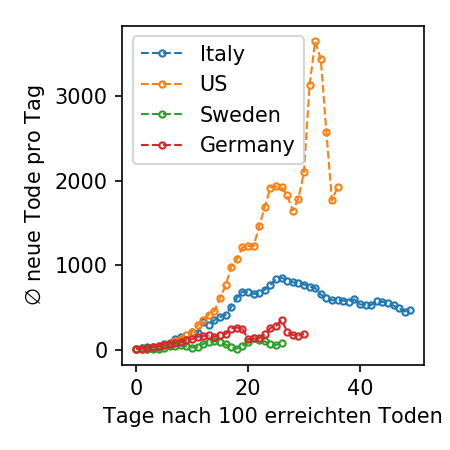 Italy
US
Sweden
Germany
∅ neue Tode pro Tag
3000
2000
1000
0
0 20 40
Tage nach 100 erreichten Toden